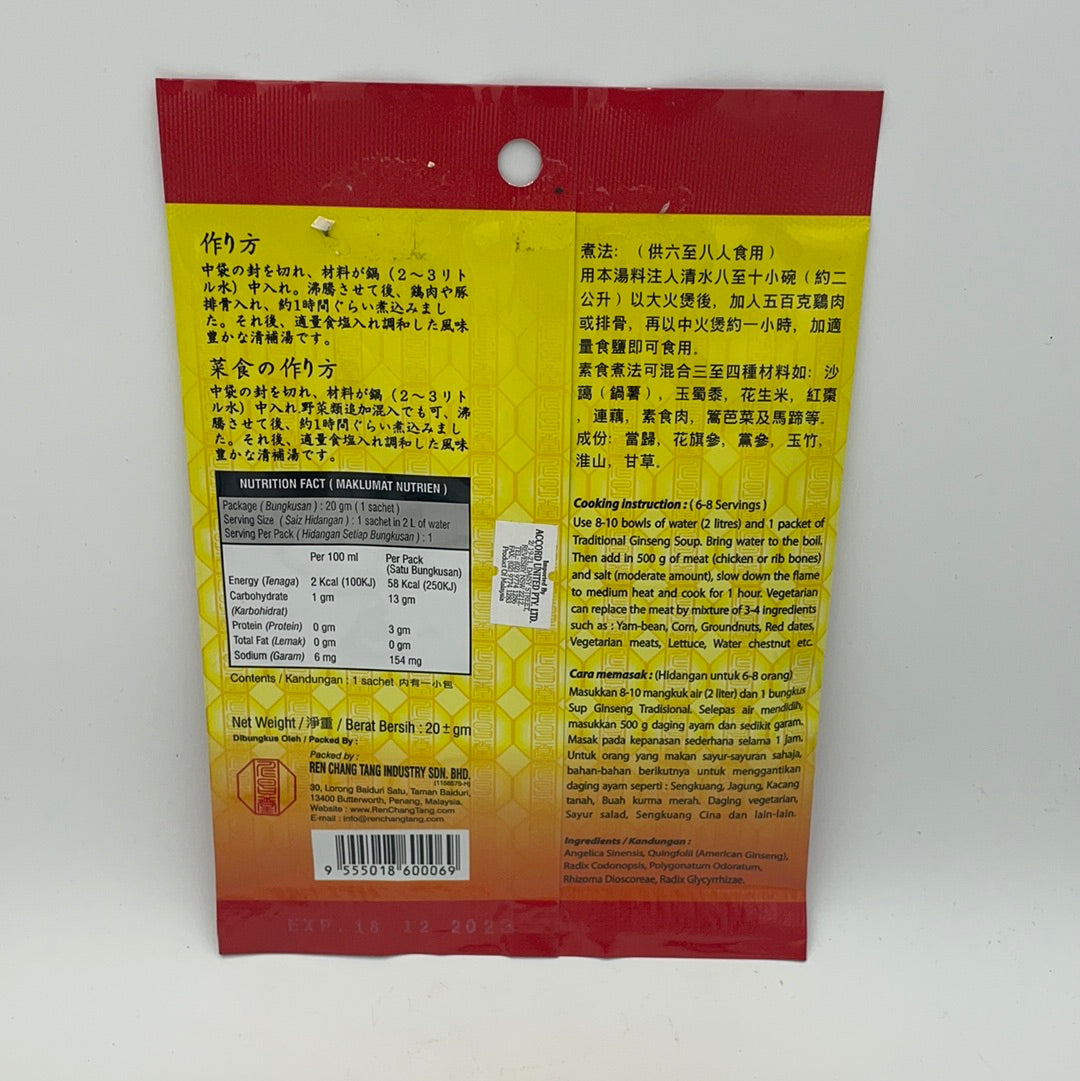 作り方
中袋の封を切れ、材料が鍋（2～3リト
ル水）中入れ。沸騰させて後、鶏肉や豚
排骨入れ、約1時間ぐらい煮込みまし
た。それ後、適量食塩入れ調和した風味
豊かな清補湯です。
菜食の作り方
中袋の封を切れ、材料が鍋（2～3リト
ル水）中入れ野菜類追加混入でも可、沸
騰させて後、約1時間ぐらい煮込みまし
た。それ後、適量食塩入れ調和した風味
豊かな清補湯です。
NUTRITION FACT ( MAKLUMAT NUTRIEN )
Package ( Bungkusan ) : 20 gm ( 1 sachet )
Serving Size ( Saiz Hidangan ) : 1 sachet in 2 L of water
Serving Per Pack ( Hidangan Setiap Bungkusan ) : 1
Per 100 ml Per Pack
(Satu Bungkusan)
Energy (Tenaga) 2 Kcal (100KJ) 58 Kcal (250KJ)
Carbohydrate 1 gm 13 gm
(Karbohidrat)
Protein (Protein) 0 gm 3 gm
Total Fat (Lemak) 0 gm 0 gm
Sodium (Garam) 6 mg 154 mg
Contents / Kandungan : 1 sachet 内有一小包
Net Weight / 淨重 / Berat Bersih : 20 ± gm
Dibungkus Oleh / Packed By :
Packed by :
REN CHANG TANG INDUSTRY SDN. BHD.
30, Lorong Baiduri Satu, Taman Baiduri,
13400 Butterworth, Penang, Malaysia.
Website : www.RenChangTang.com
E-mail : info@renchangtang.com
9 555018 600069
EXP. 18 12 2023
Imported By
ACCORD UNITED PTY. LTD.
Product Of Malaysia
煮法：（供六至八人食用）
用本湯料注入清水八至十小碗（約二
公升）以大火煲後，加入五百克鷄肉
或排骨，再以中火煲約一小時，加適
量食鹽即可食用。
素食煮法可混合三至四種材料如：沙
葛（鍋薯），玉蜀黍，花生米，紅棗
，連藕，素食肉，篙芭菜及馬蹄等。
成份：當歸，花旗參，黨參，玉竹，
淮山，甘草。
Cooking instruction : ( 6-8 Servings )
Use 8-10 bowls of water (2 litres) and 1 packet of
Traditional Ginseng Soup. Bring water to the boil.
Then add in 500 g of meat (chicken or rib bones)
and salt (moderate amount), slow down the flame
to medium heat and cook for 1 hour. Vegetarian
can replace the meat by mixture of 3-4 ingredients
such as : Yam-bean, Corn, Groundnuts, Red dates,
Vegetarian meats, Lettuce, Water chestnut etc.
Cara memasak : (Hidangan untuk 6-8 orang)
Masukkan 8-10 mangkuk air (2 liter) dan 1 bungkus
Sup Ginseng Tradisional. Selepas air mendidih,
masukkan 500 g daging ayam dan sedikit garam.
Masak pada kepanasan sederhana selama 1 jam.
Untuk orang yang makan sayur-sayuran sahaja,
bahan-bahan berikutnya untuk menggantikan
daging ayam seperti : Sengkuang, Jagung, Kacang
tanah, Buah kurma merah. Daging vegetarian,
Sayur salad, Sengkuang Cina dan lain-lain.
Ingredients / Kandungan :
Angelica Sinensis, Quingfolii (American Ginseng),
Radix Codonopsis, Polygonatum Odoratum,
Rhizoma Dioscoreae, Radix Glycyrrhizae.